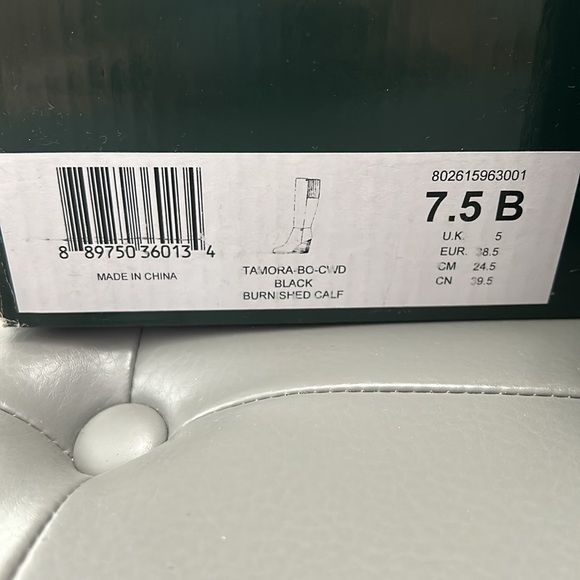 8 89750 36013 4
MADE IN CHINA
TAMORA-BO-CWD
BLACK
BURNISHED CALF
802615963001
7.5 B
U.K. 5
EUR. 38.5
CM 24.5
CN 39.5